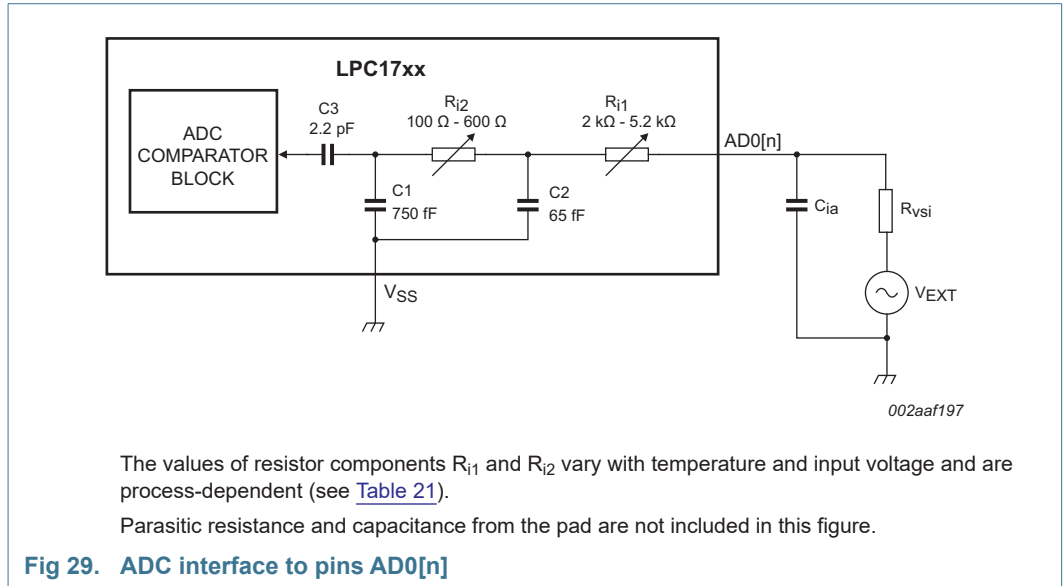 LPC17xx
ADC
COMPARATOR
BLOCK
C3
2.2 pF
Ri2
100 Ω - 600 Ω
Ri1
2 kΩ - 5.2 kΩ
AD0[n]
C1
750 fF
C2
65 fF
Cia
Rvsi
VSS
VEXT
002aaf197
The values of resistor components Ri1 and Ri2 vary with temperature and input voltage and are
process-dependent (see Table 21).
Parasitic resistance and capacitance from the pad are not included in this figure.
Fig 29. ADC interface to pins AD0[n]